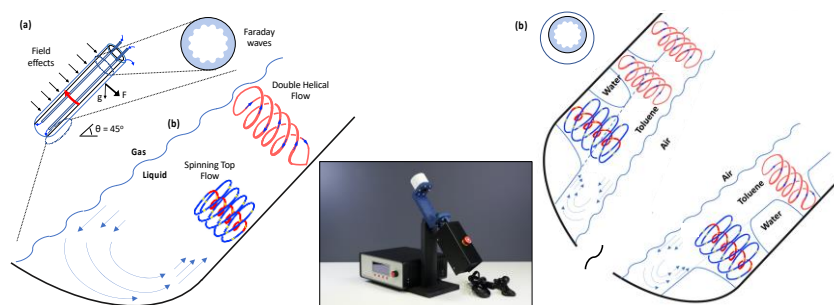 (a)
Field
effects
Faraday
waves
g
F
θ = 45°
(b)
Gas
Liquid
Double Helical
Flow
Spinning Top
Flow
(b)
Water
Toluene
Air
Air
Toluene
Water